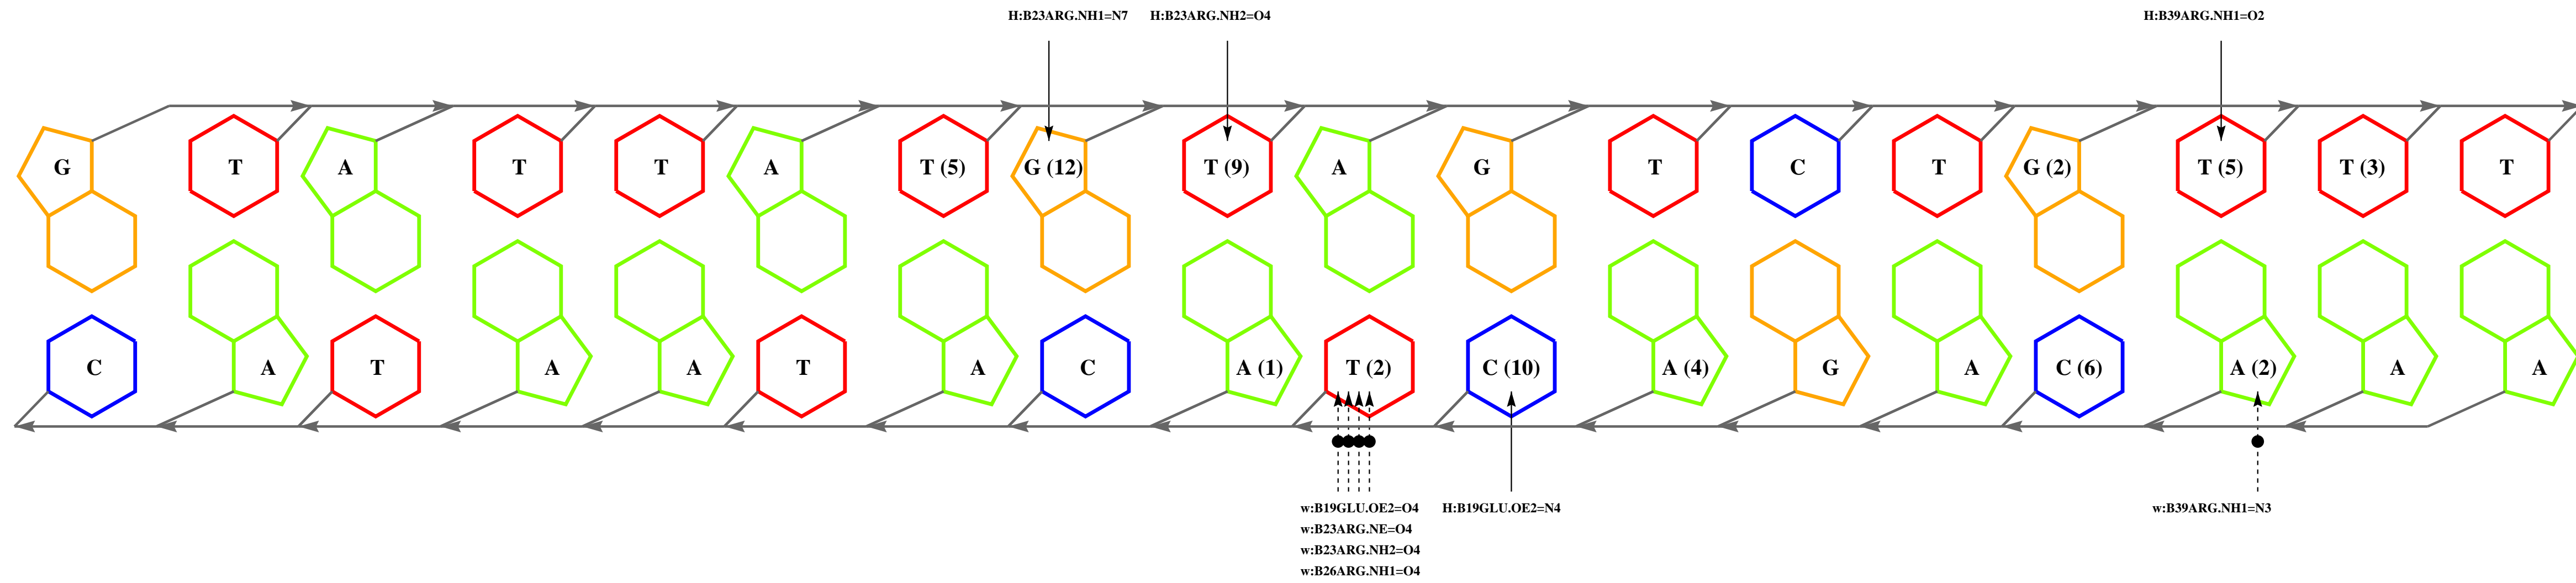 H:B23ARG.NH1=N7 H:B23ARG.NH2=O4 H:B39ARG.NH1=O2
G T A T T A T (5) G (12) T (9) A G T C T G (2) T (5) T (3) T
C A T A A T A C A (1) T (2) C (10) A (4) G A C (6) A (2) A A
w:B19GLU.OE2=O4 H:B19GLU.OE2=N4 w:B39ARG.NH1=N3
w:B23ARG.NE=O4
w:B23ARG.NH2=O4
w:B26ARG.NH1=O4